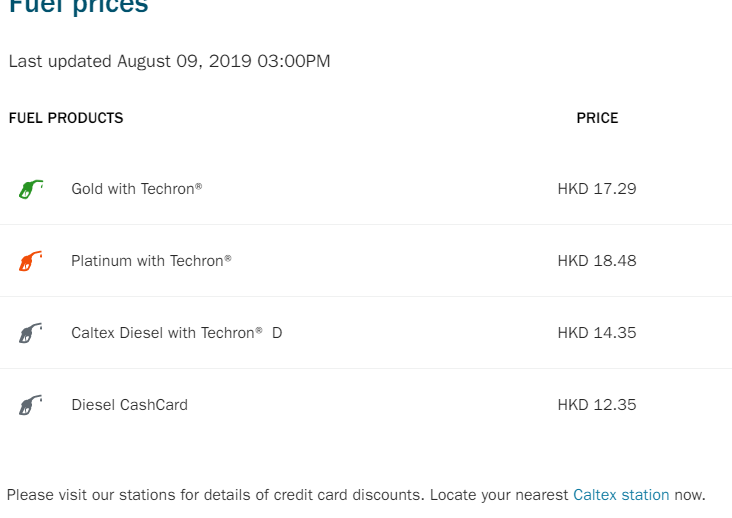 Fuel prices
Last updated August 09, 2019 03:00PM
FUEL PRODUCTS PRICE
Gold with Techron® HKD 17.29
Platinum with Techron® HKD 18.48
Caltex Diesel with Techron® D HKD 14.35
Diesel CashCard HKD 12.35
Please visit our stations for details of credit card discounts. Locate your nearest Caltex station now.